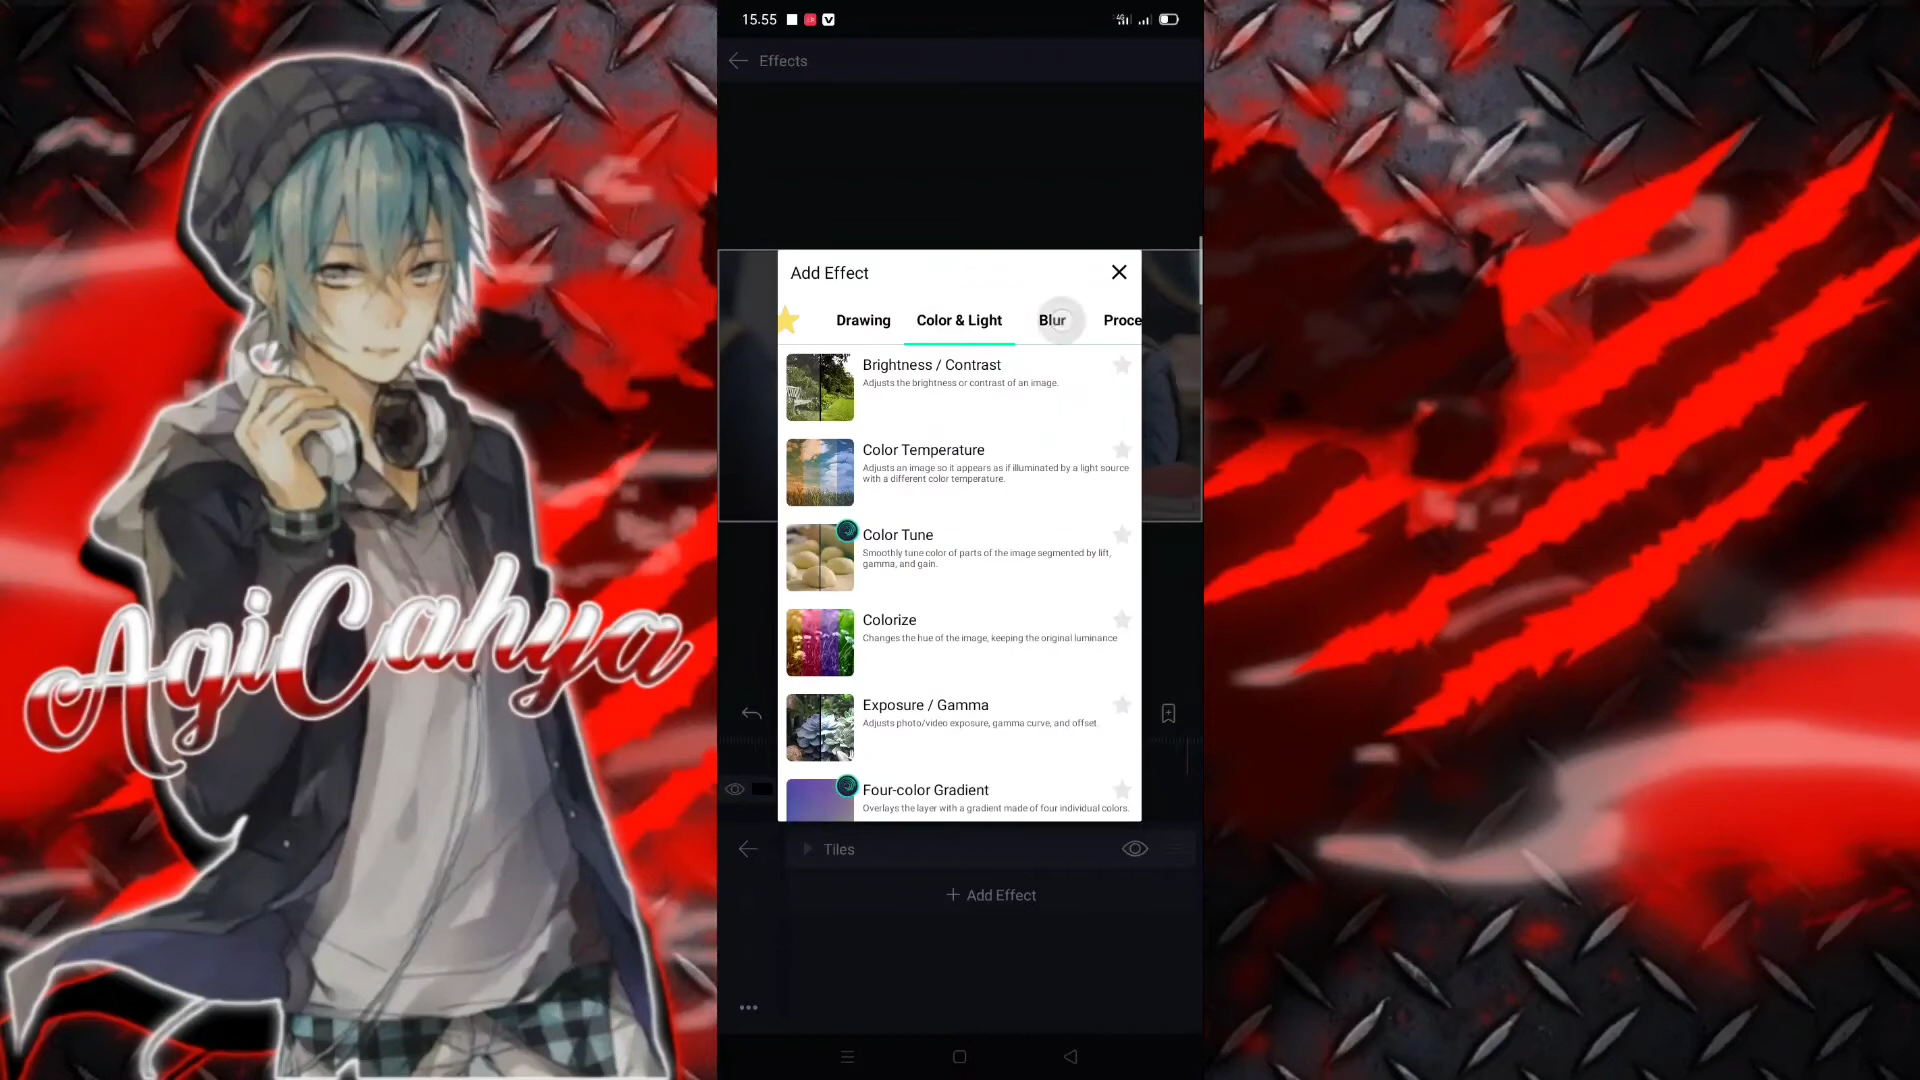 15.55
Effects
Add Effect
Drawing Color & Light Blur Proce
Brightness / Contrast
Adjusts the brightness or contrast of an image.
Color Temperature
Adjusts an image so it appears as if illuminated by a light source
with a different color temperature.
Color Tune
Smoothly tune color of parts of the image segmented by lift,
gamma, and gain.
Colorize
Changes the hue of the image, keeping the original luminance
Exposure / Gamma
Adjusts photo/video exposure, gamma curve, and offset.
Four-color Gradient
Overlays the layer with a gradient made of four individual colors.
Tiles
+ Add Effect
AgiCahya